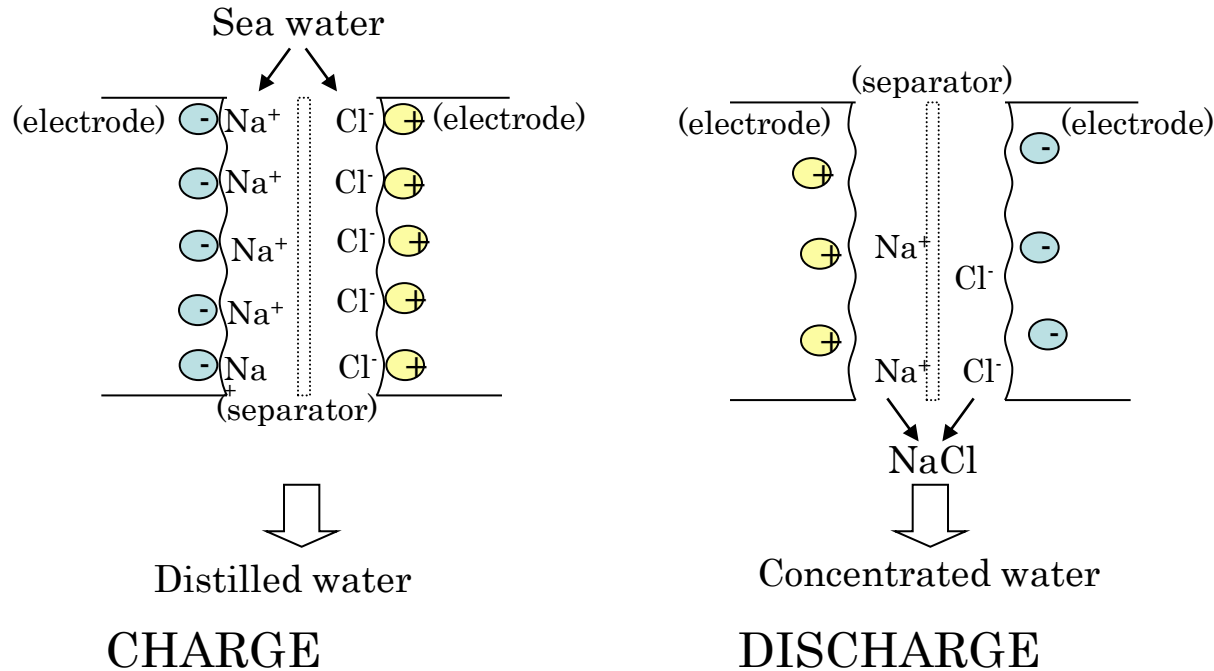 Sea water
(electrode) - Na⁺ Cl⁻ + (electrode)
- Na⁺ Cl⁻ +
- Na⁺ Cl⁻ +
- Na⁺ Cl⁻ +
- Na⁺ Cl⁻ +
(separator)
Distilled water
CHARGE
(separator)
(electrode) (electrode)
-
+
+ Na⁺ -
Cl⁻
+ -
Na⁺ Cl⁻
NaCl
Concentrated water
DISCHARGE